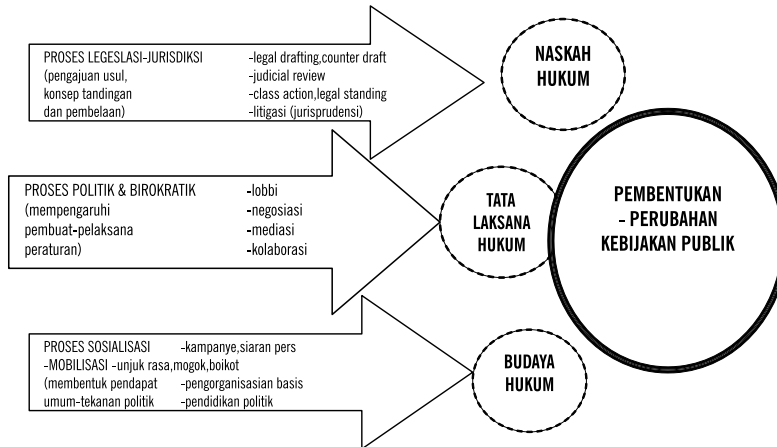 PROSES LEGESLASI-JURISDIKSI -legal drafting,counter draft
(pengajuan usul, -judicial review
konsep tandingan -class action,legal standing
dan pembelaan) -litigasi (jurisprudensi)
NASKAH
HUKUM
PROSES POLITIK & BIROKRATIK -lobbi
(mempengaruhi -negosiasi
pembuat-pelaksana -mediasi
peraturan) -kolaborasi
TATA
LAKSANA
HUKUM
PEMBENTUKAN
- PERUBAHAN
KEBIJAKAN PUBLIK
PROSES SOSIALISASI -kampanye,siaran pers
-MOBILISASI -unjuk rasa,mogok,boikot
(membentuk pendapat -pengorganisasian basis
umum-tekanan politik -pendidikan politik
BUDAYA
HUKUM